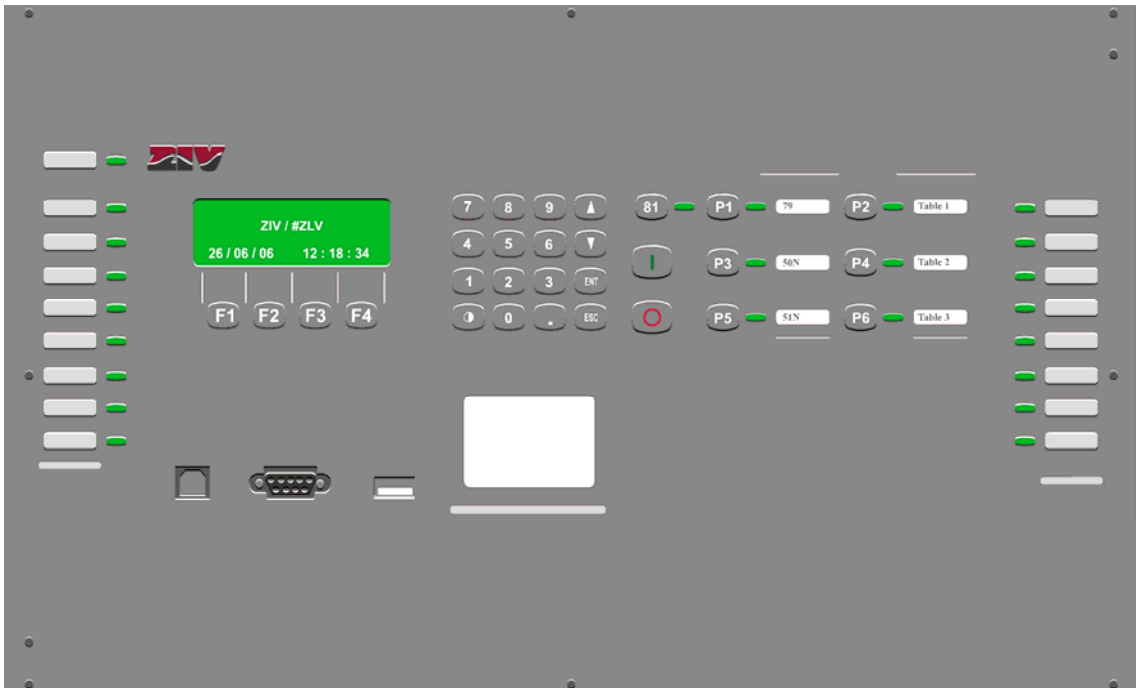 ZIV
ZIV / #ZLV
26 / 06 / 06 12 : 18 : 34
F1 F2 F3 F4
7 8 9
4 5 6
1 2 3 ENT
0 . ESC
81 P1 79 P2 Table 1
P3 50N P4 Table 2
P5 51N P6 Table 3